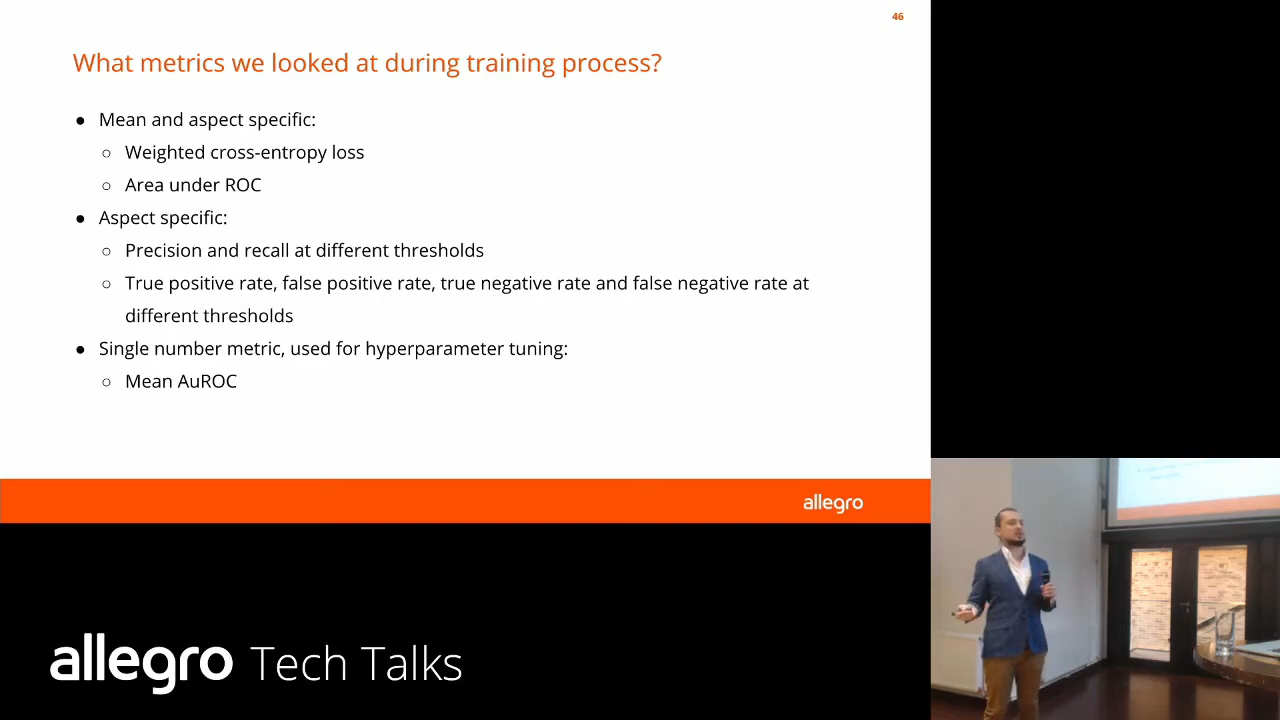 46
What metrics we looked at during training process?
● Mean and aspect specific:
○ Weighted cross-entropy loss
○ Area under ROC
● Aspect specific:
○ Precision and recall at different thresholds
○ True positive rate, false positive rate, true negative rate and false negative rate at
different thresholds
● Single number metric, used for hyperparameter tuning:
○ Mean AuROC
allegro
allegro Tech Talks